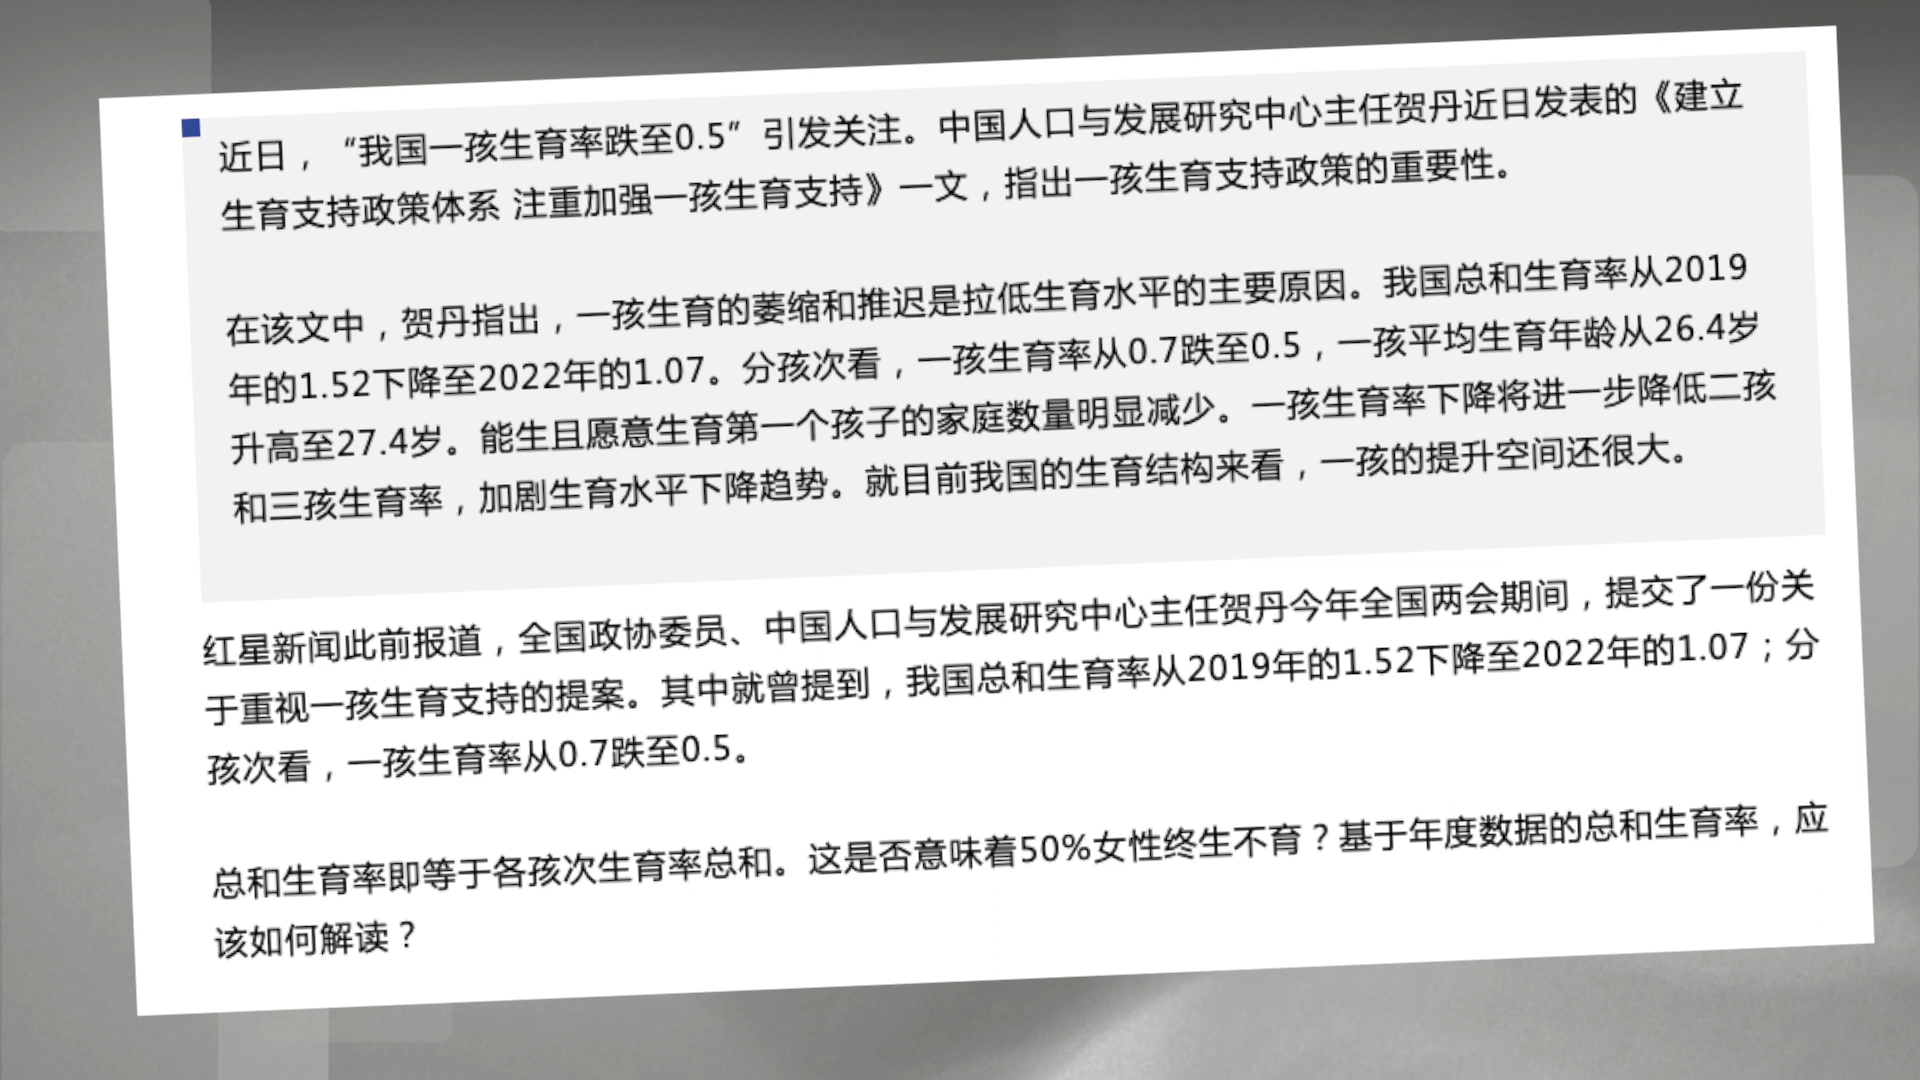 近日，“我国一孩生育率跌至0.5”引发关注。中国人口与发展研究中心主任贺丹近日发表的《建立
生育支持政策体系 注重加强一孩生育支持》一文，指出一孩生育支持政策的重要性。
在该文中，贺丹指出，一孩生育的萎缩和推迟是拉低生育水平的主要原因。我国总和生育率从2019
年的1.52下降至2022年的1.07。分孩次看，一孩生育率从0.7跌至0.5，一孩平均生育年龄从26.4岁
升高至27.4岁。能生且愿意生育第一个孩子的家庭数量明显减少。一孩生育率下降将进一步降低二孩
和三孩生育率，加剧生育水平下降趋势。就目前我国的生育结构来看，一孩的提升空间还很大。
红星新闻此前报道，全国政协委员、中国人口与发展研究中心主任贺丹今年全国两会期间，提交了一份关
于重视一孩生育支持的提案。其中就曾提到，我国总和生育率从2019年的1.52下降至2022年的1.07；分
孩次看，一孩生育率从0.7跌至0.5。
总和生育率即等于各孩次生育率总和。这是否意味着50%女性终生不育？基于年度数据的总和生育率，应
该如何解读？